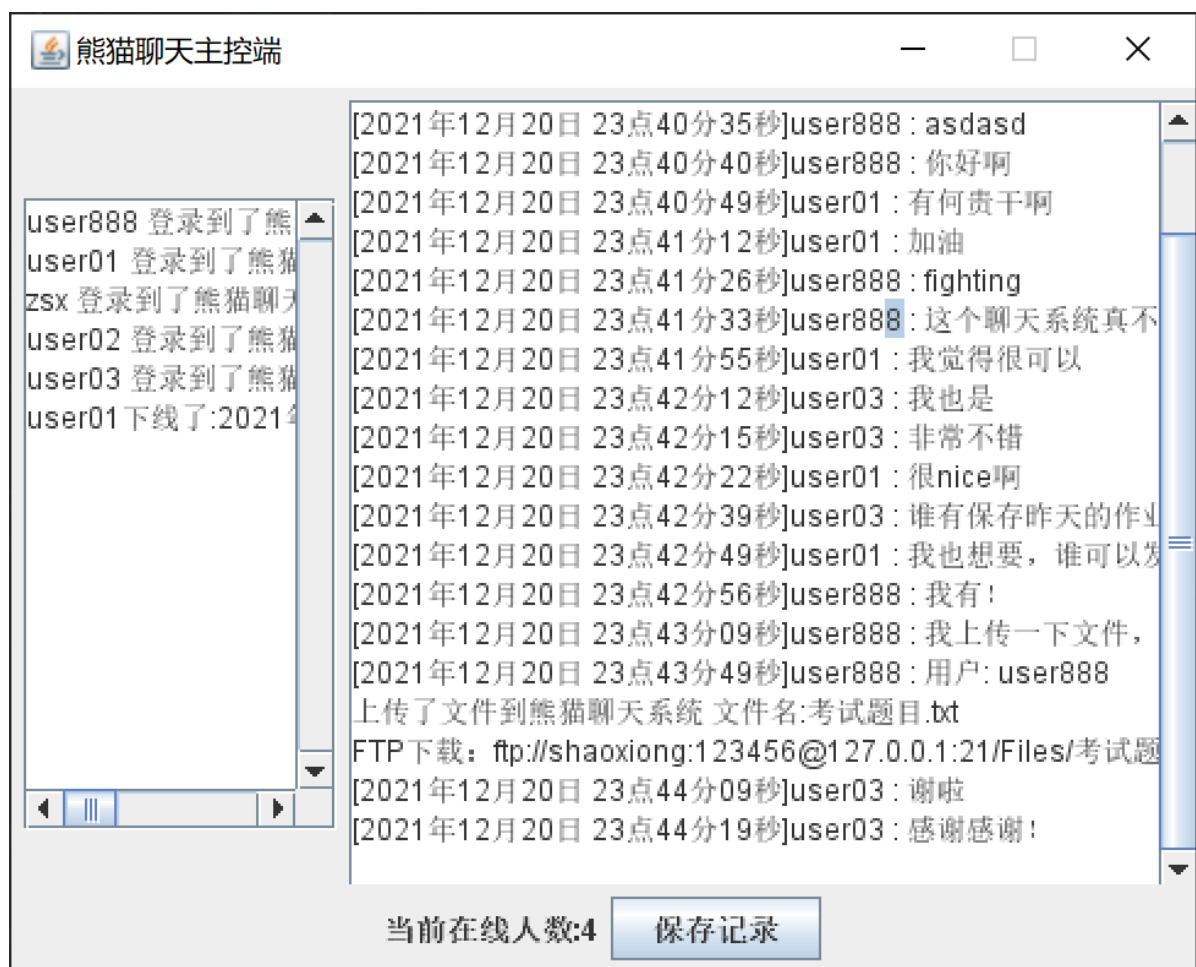 熊猫聊天主控端
user888 登录到了熊
user01 登录到了熊猫
zsx 登录到了熊猫聊天
user02 登录到了熊猫
user03 登录到了熊猫
user01下线了:2021年
[2021年12月20日 23点40分35秒]user888 : asdasd
[2021年12月20日 23点40分40秒]user888 : 你好啊
[2021年12月20日 23点40分49秒]user01 : 有何贵干啊
[2021年12月20日 23点41分12秒]user01 : 加油
[2021年12月20日 23点41分26秒]user888 : fighting
[2021年12月20日 23点41分33秒]user888 : 这个聊天系统真不
[2021年12月20日 23点41分55秒]user01 : 我觉得很可以
[2021年12月20日 23点42分12秒]user03 : 我也是
[2021年12月20日 23点42分15秒]user03 : 非常不错
[2021年12月20日 23点42分22秒]user01 : 很nice啊
[2021年12月20日 23点42分39秒]user03 : 谁有保存昨天的作业
[2021年12月20日 23点42分49秒]user01 : 我也想要，谁可以发
[2021年12月20日 23点42分56秒]user888 : 我有！
[2021年12月20日 23点43分09秒]user888 : 我上传一下文件，
[2021年12月20日 23点43分49秒]user888 : 用户: user888
上传了文件到熊猫聊天系统 文件名:考试题目.txt
FTP下载：ftp://shaoxiong:123456@127.0.0.1:21/Files/考试题
[2021年12月20日 23点44分09秒]user03 : 谢啦
[2021年12月20日 23点44分19秒]user03 : 感谢感谢！
当前在线人数:4
保存记录